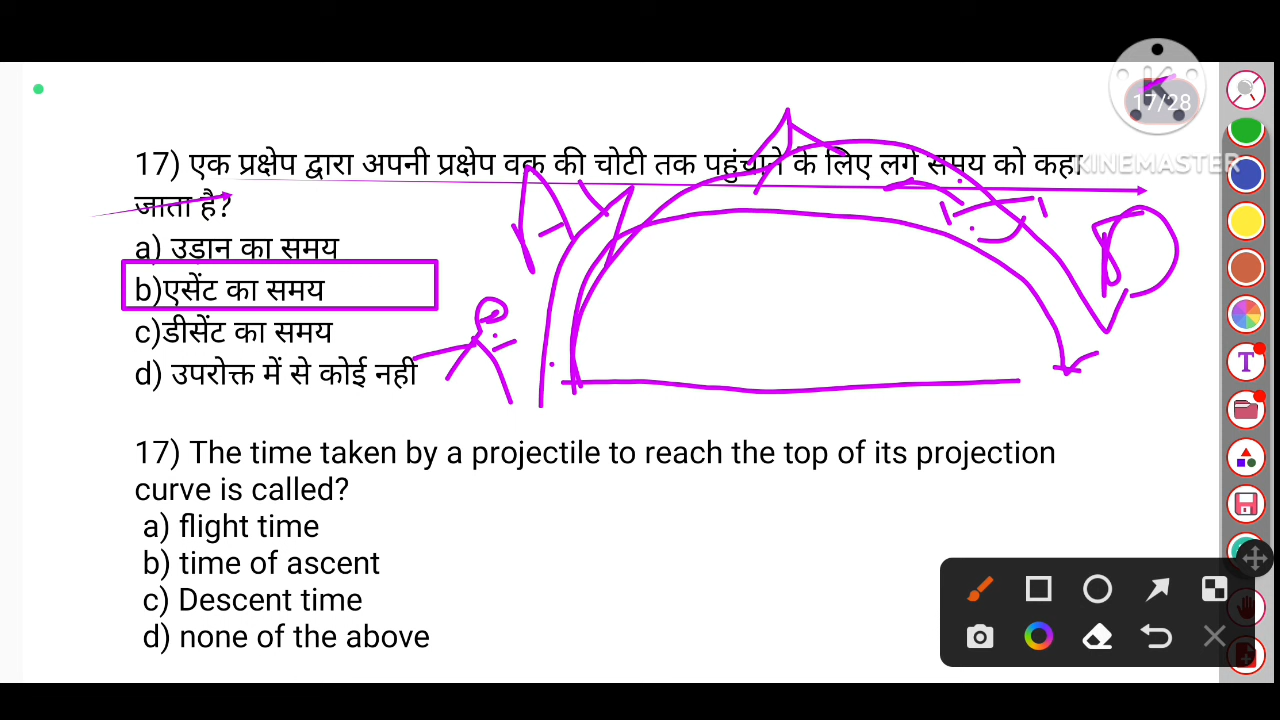 17/28
KINEMASTER
17) एक प्रक्षेप द्वारा अपनी प्रक्षेप वक्र की चोटी तक पहुंचाने के लिए लगे समय को कहा
जाता है?
a) उडान का समय
b)एसेंट का समय
c)डीसेंट का समय
d) उपरोक्त में से कोई नही
17) The time taken by a projectile to reach the top of its projection
curve is called?
a) flight time
b) time of ascent
c) Descent time
d) none of the above
A
D
T